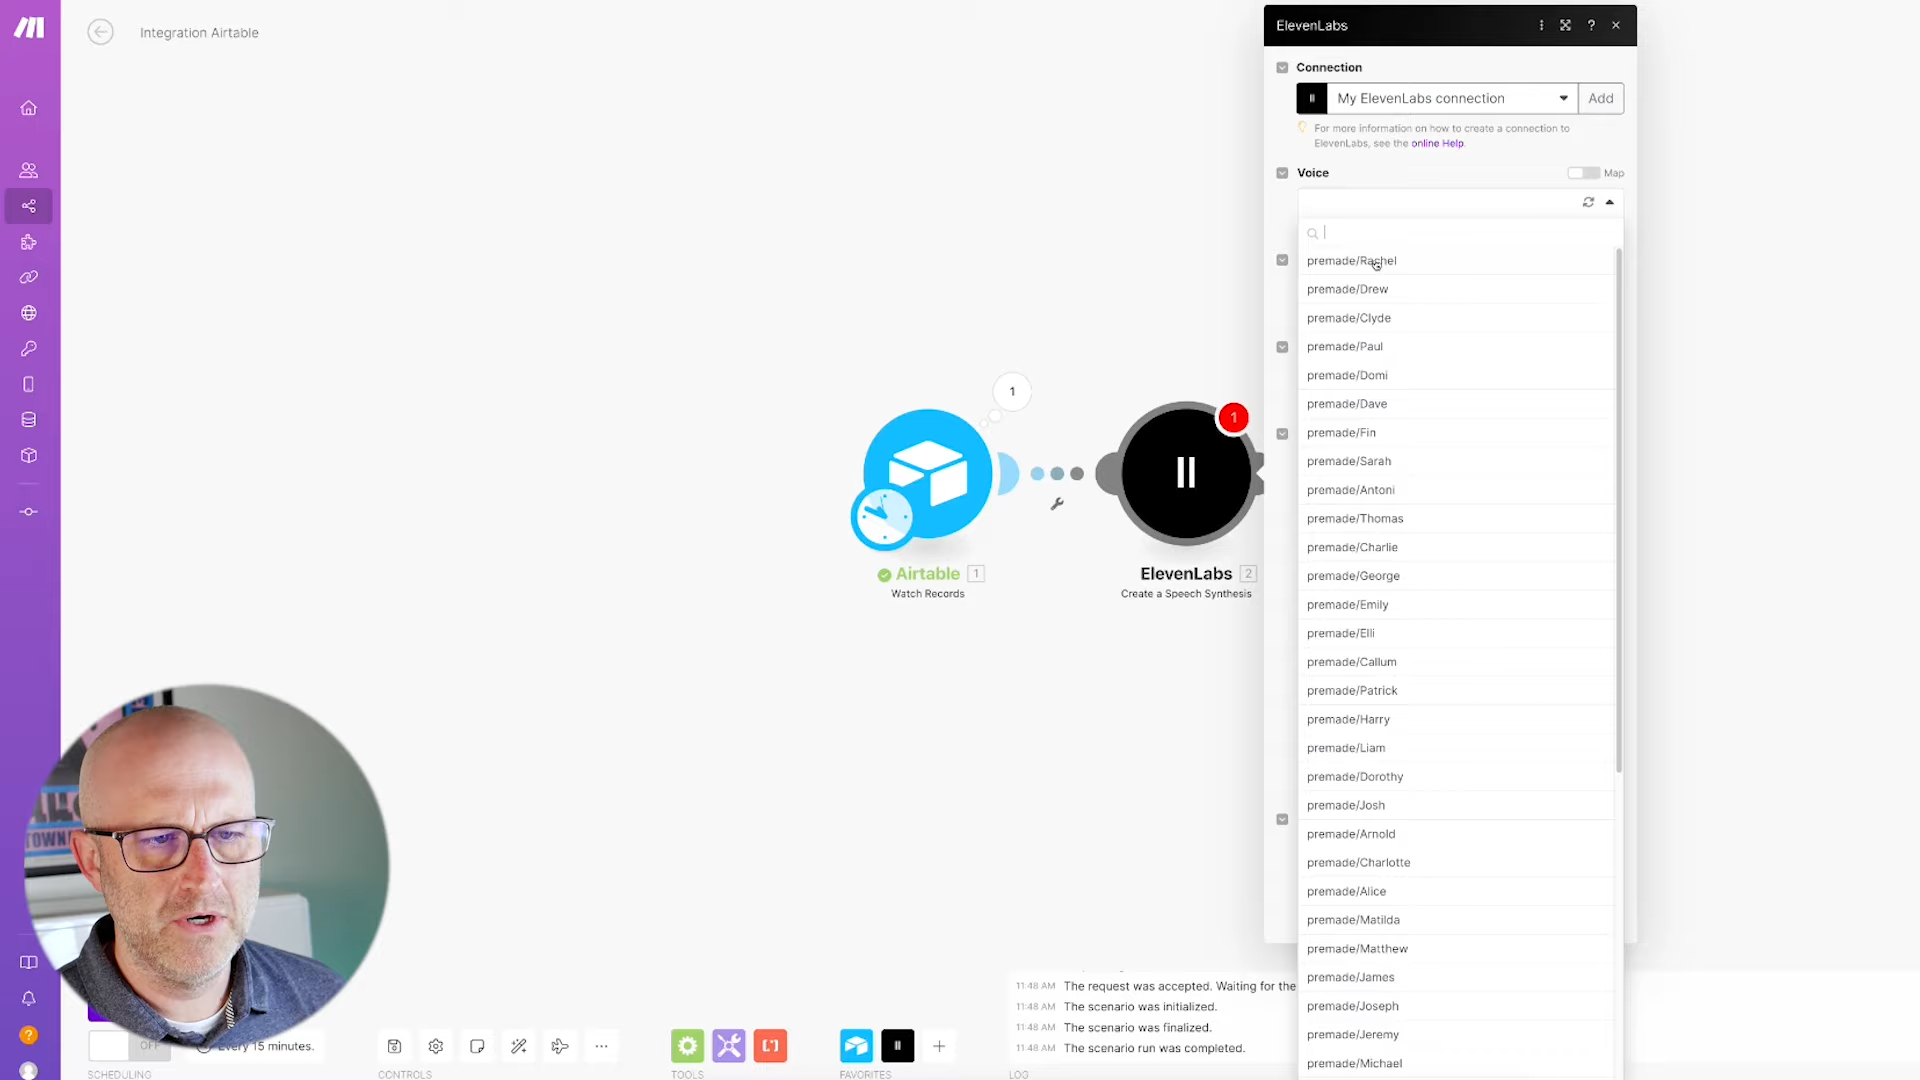 Integration Airtable
ElevenLabs
?
Connection
My ElevenLabs connection
Add
For more information on how to create a connection to
ElevenLabs, see the online Help.
Voice
Map
premade/Rachel
premade/Drew
premade/Clyde
premade/Paul
premade/Domi
premade/Dave
premade/Fin
premade/Sarah
premade/Antoni
premade/Thomas
premade/Charlie
premade/George
premade/Emily
premade/Elli
premade/Callum
premade/Patrick
premade/Harry
premade/Liam
premade/Dorothy
premade/Josh
premade/Arnold
premade/Charlotte
premade/Alice
premade/Matilda
premade/Matthew
premade/James
premade/Joseph
premade/Jeremy
premade/Michael
1
1
Airtable 1
Watch Records
ElevenLabs 2
Create a Speech Synthesis
TOWN
11:48 AM The request was accepted. Waiting for the
11:48 AM The scenario was initialized.
11:48 AM The scenario was finalized.
11:48 AM The scenario run was completed.
?
OFF
Every 15 minutes.
SCHEDULING
CONTROLS
TOOLS
FAVORITES
LOG